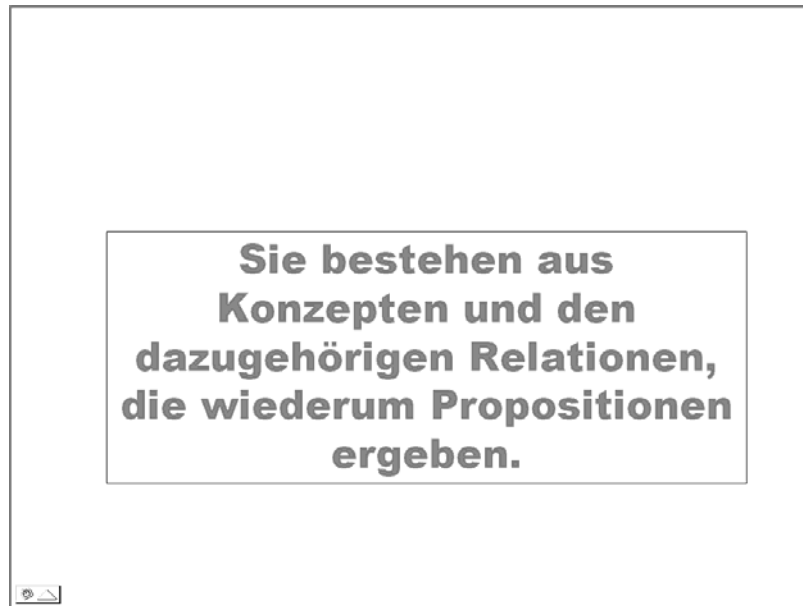 Sie bestehen aus
Konzepten und den
dazugehörigen Relationen,
die wiederum Propositionen
ergeben.